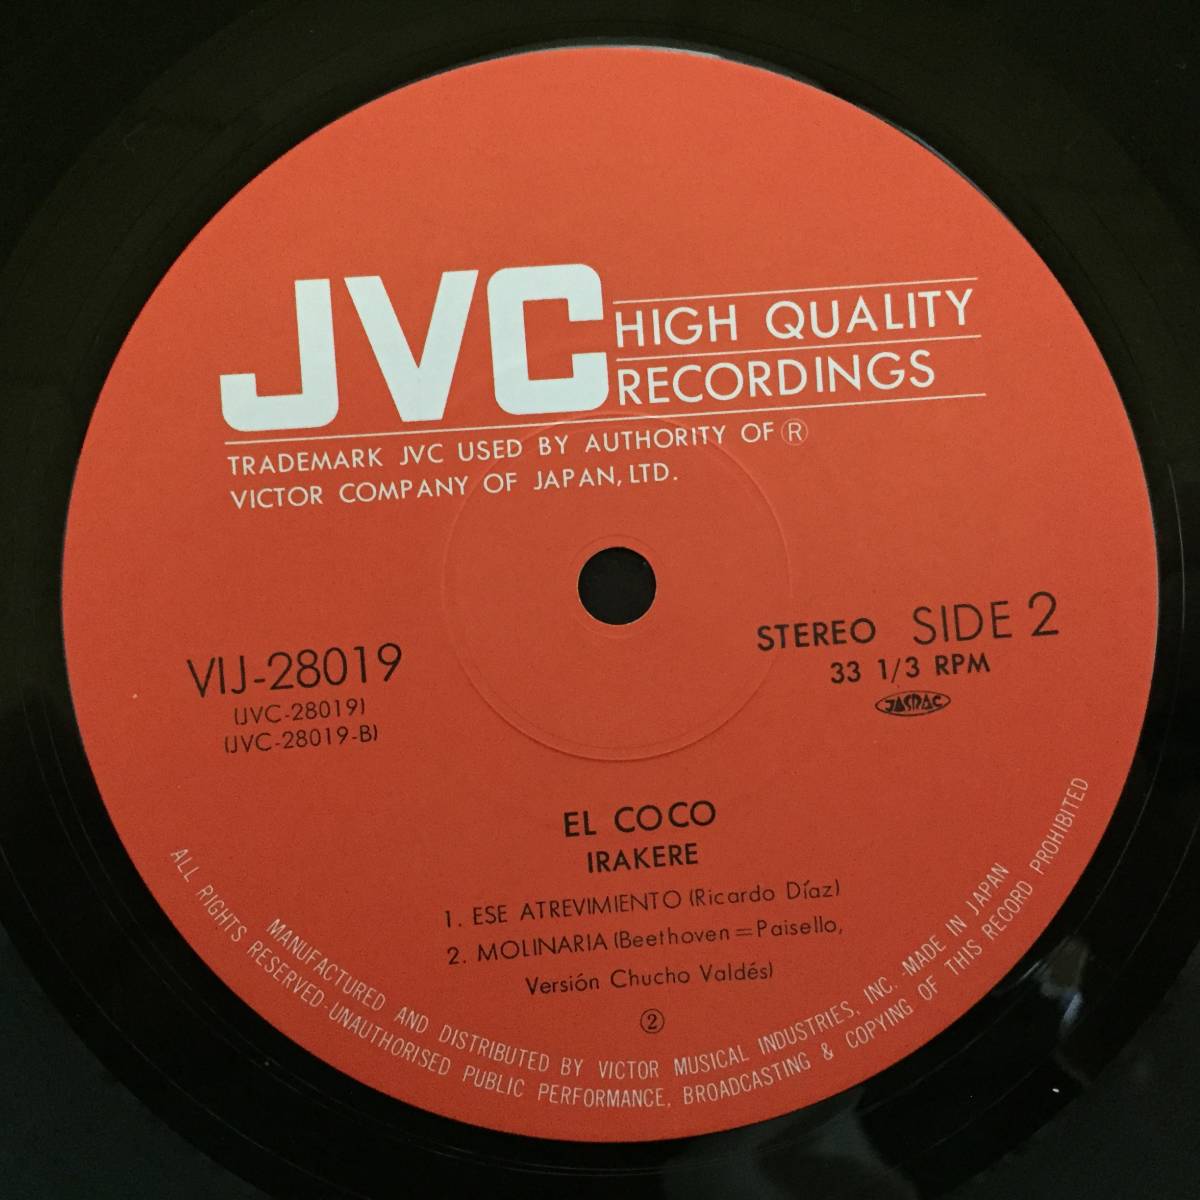 JVC
HIGH QUALITY
RECORDINGS
TRADEMARK JVC USED BY AUTHORITY OF ®
VICTOR COMPANY OF JAPAN, LTD.
STEREO SIDE 2
33 1/3 RPM
JASRAC
VIJ-28019
(JVC-28019)
(JVC-28019-B)
EL COCO
IRAKERE
1. ESE ATREVIMIENTO (Ricardo Díaz)
2. MOLINARIA (Beethoven=Paisello,
Versión Chucho Valdés)
②
MANUFACTURED AND DISTRIBUTED BY VICTOR MUSICAL INDUSTRIES, INC. MADE IN JAPAN
ALL RIGHTS RESERVED-UNAUTHORISED PUBLIC PERFORMANCE, BROADCASTING & COPYING OF THIS RECORD PROHIBITED